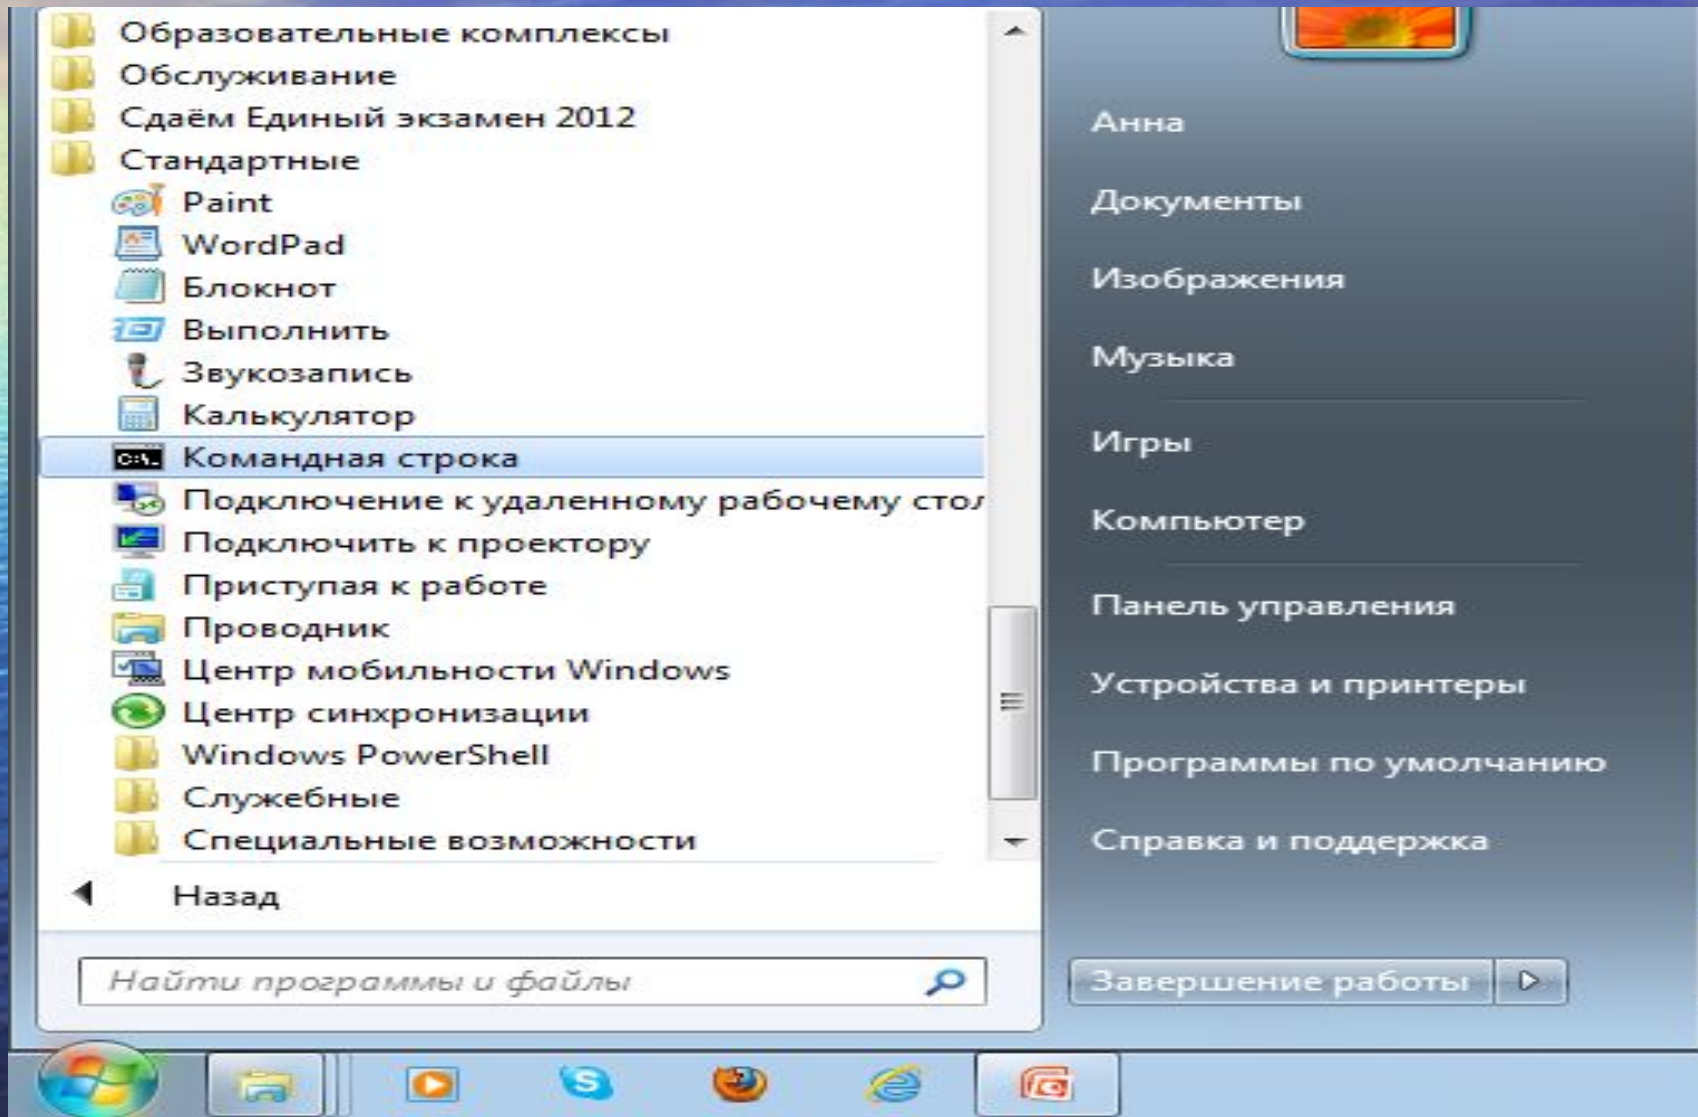 Образовательные комплексы
Обслуживание
Сдаём Единый экзамен 2012
Стандартные
Paint
WordPad
Блокнот
Выполнить
Звукозапись
Калькулятор
C:\_
Командная строка
Подключение к удаленному рабочему стол
Подключить к проектору
Приступая к работе
Проводник
Центр мобильности Windows
Центр синхронизации
Windows PowerShell
Служебные
Специальные возможности
Назад
Найти программы и файлы
Анна
Документы
Изображения
Музыка
Игры
Компьютер
Панель управления
Устройства и принтеры
Программы по умолчанию
Справка и поддержка
Завершение работы